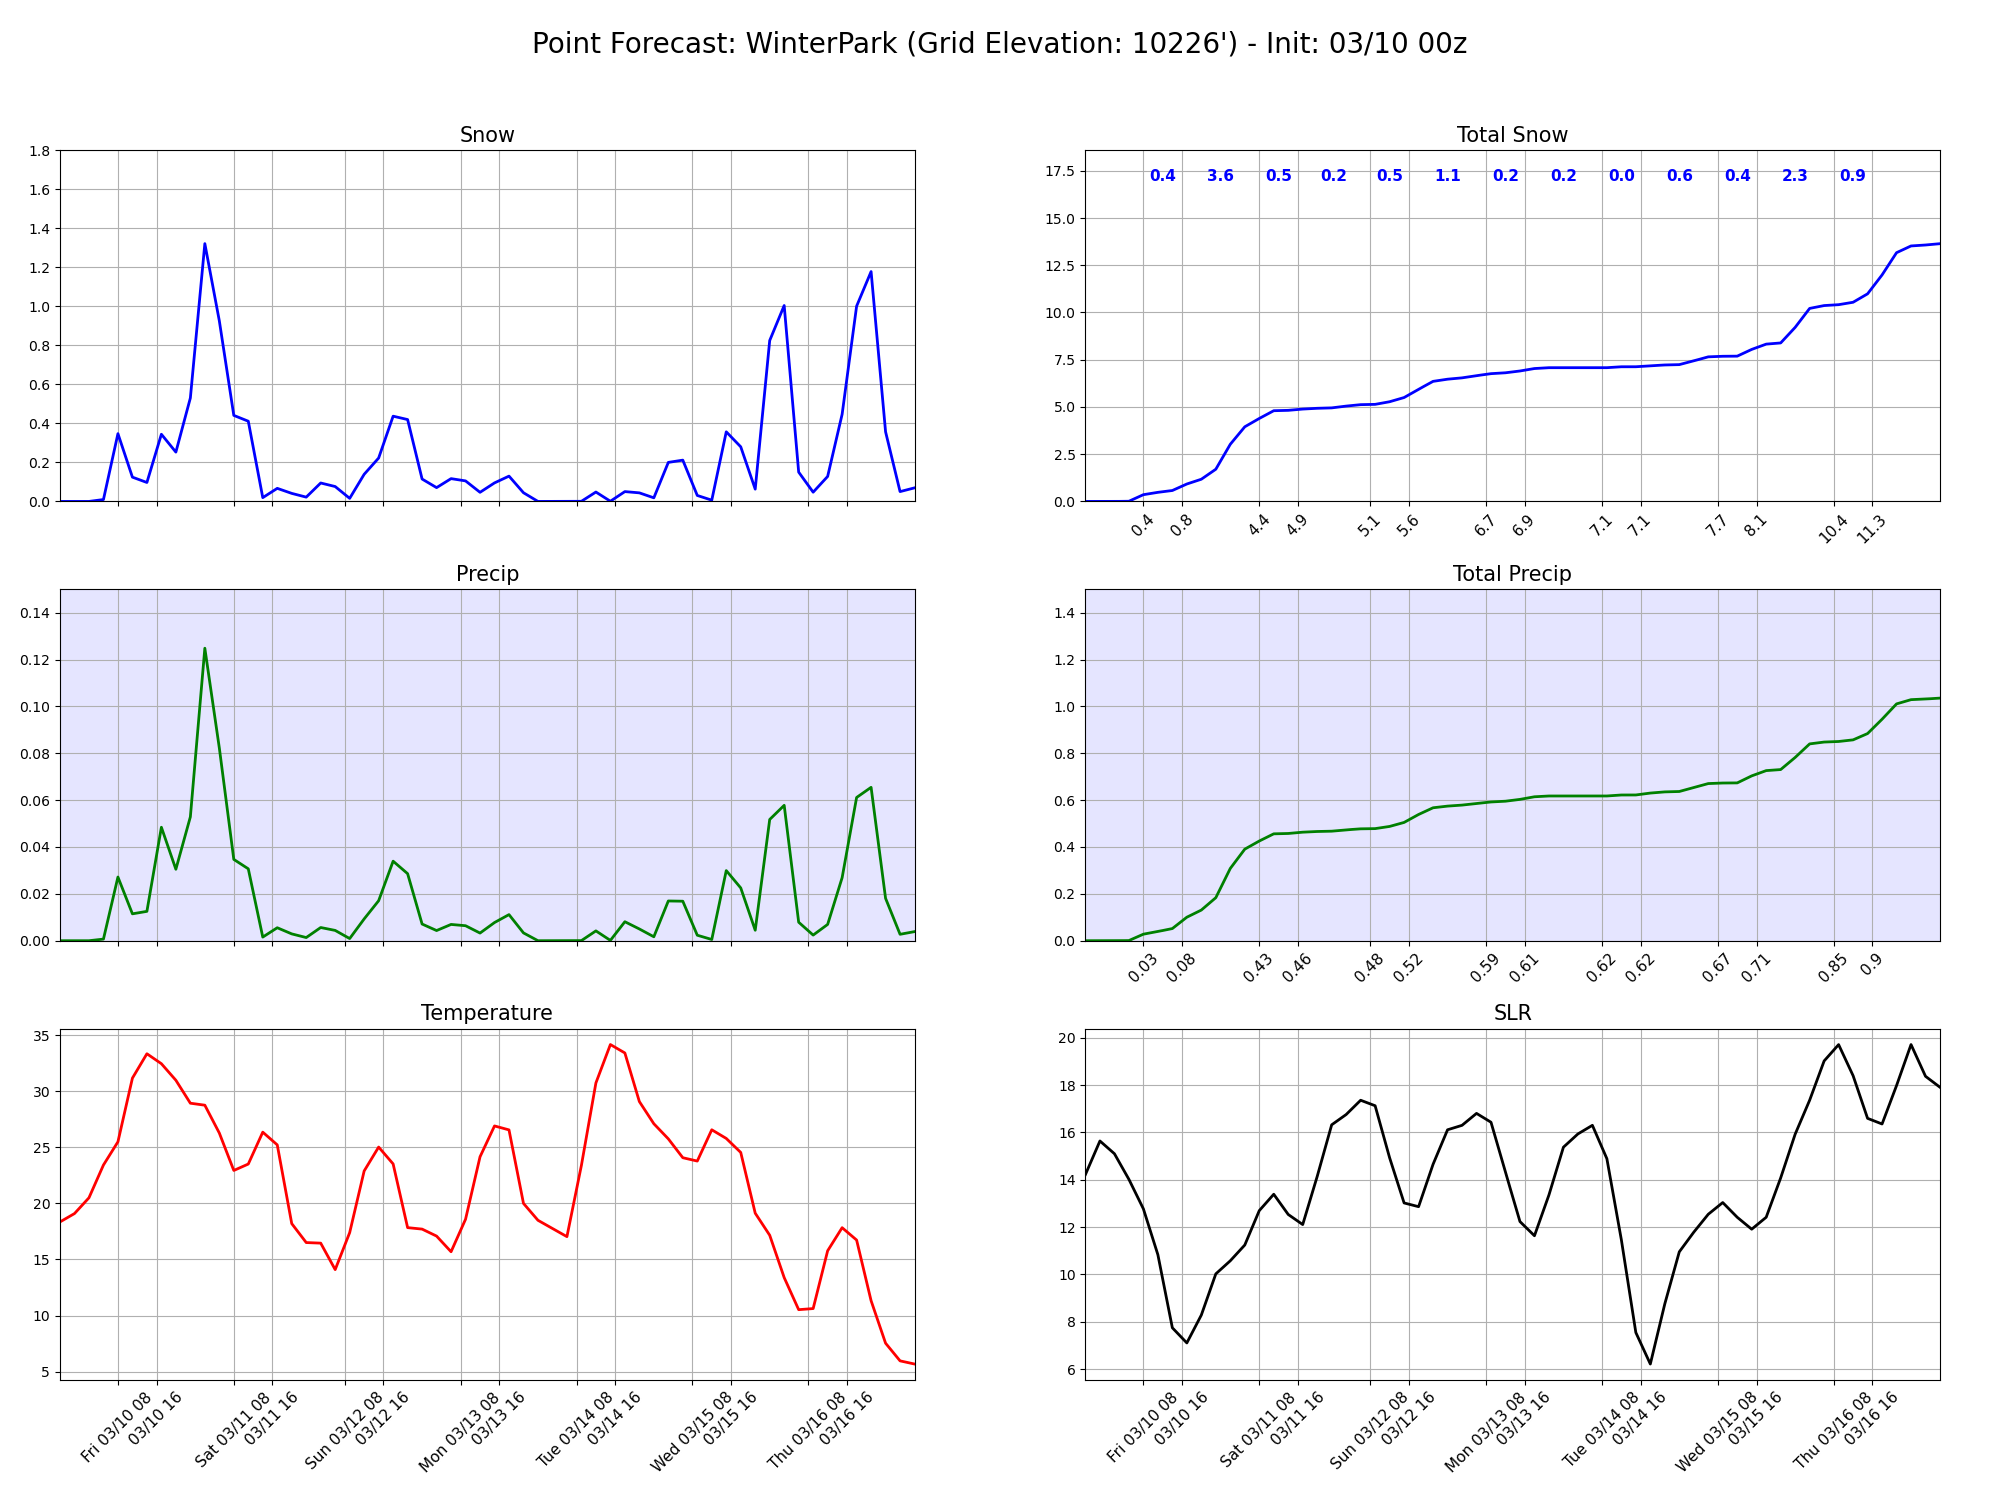 Point Forecast: WinterPark (Grid Elevation: 10226') - Init: 03/10 00z
Snow
1.8
1.6
1.4
1.2
1.0
0.8
0.6
0.4
0.2
0.0
Total Snow
17.5
15.0
12.5
10.0
7.5
5.0
2.5
0.0
0.4 3.6 0.5 0.2 0.5 1.1 0.2 0.2 0.0 0.6 0.4 2.3 0.9
0.4 0.8 4.4 4.9 5.1 5.6 6.7 6.9 7.1 7.1 7.7 8.1 10.4 11.3
Precip
0.14
0.12
0.10
0.08
0.06
0.04
0.02
0.00
Total Precip
1.4
1.2
1.0
0.8
0.6
0.4
0.2
0.0
0.03 0.08 0.43 0.46 0.48 0.52 0.59 0.61 0.62 0.62 0.67 0.71 0.85 0.9
Temperature
35
30
25
20
15
10
5
Fri 03/10 08
03/10 16
Sat 03/11 08
03/11 16
Sun 03/12 08
03/12 16
Mon 03/13 08
03/13 16
Tue 03/14 08
03/14 16
Wed 03/15 08
03/15 16
Thu 03/16 08
03/16 16
SLR
20
18
16
14
12
10
8
6
Fri 03/10 08
03/10 16
Sat 03/11 08
03/11 16
Sun 03/12 08
03/12 16
Mon 03/13 08
03/13 16
Tue 03/14 08
03/14 16
Wed 03/15 08
03/15 16
Thu 03/16 08
03/16 16